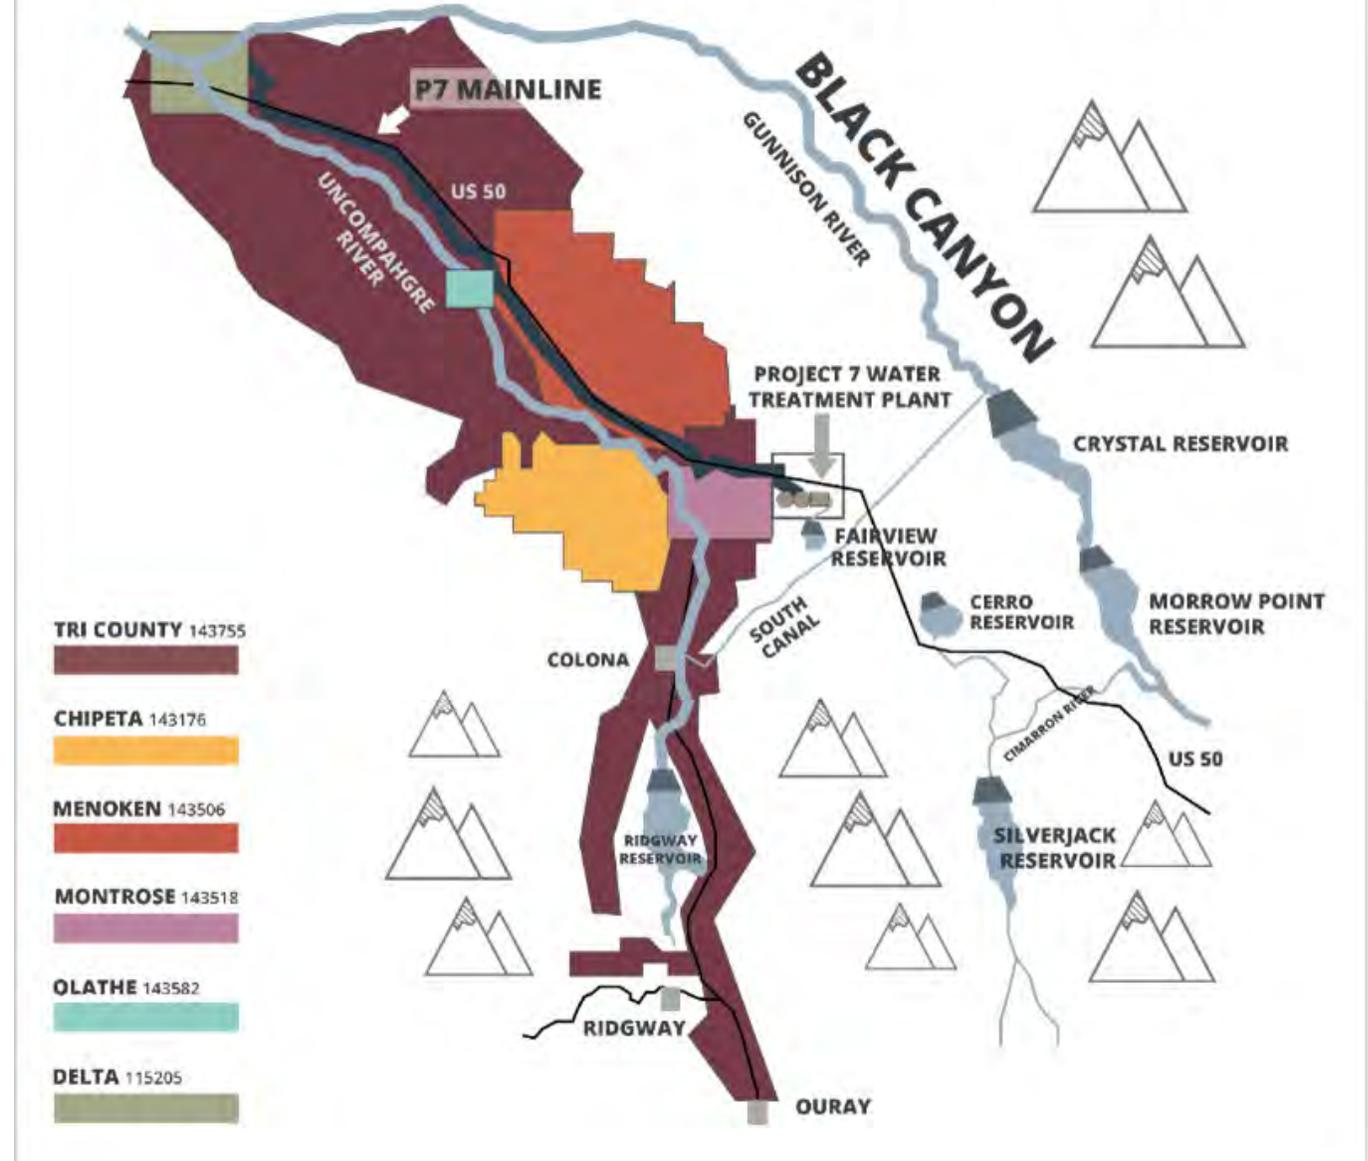 P7 MAINLINE
BLACK CANYON
GUNNISON RIVER
US 50
UNCOMPAHGRE
RIVER
PROJECT 7 WATER
TREATMENT PLANT
CRYSTAL RESERVOIR
FAIRVIEW
RESERVOIR
CERRO
RESERVOIR
MORROW POINT
RESERVOIR
SOUTH
CANAL
COLONA
CIMARRON RIVER
US 50
RIDGWAY
RESERVOIR
SILVERJACK
RESERVOIR
RIDGWAY
OURAY
TRI COUNTY 143755
CHIPETA 143176
MENOKEN 143506
MONTROSE 143518
OLATHE 143582
DELTA 115205